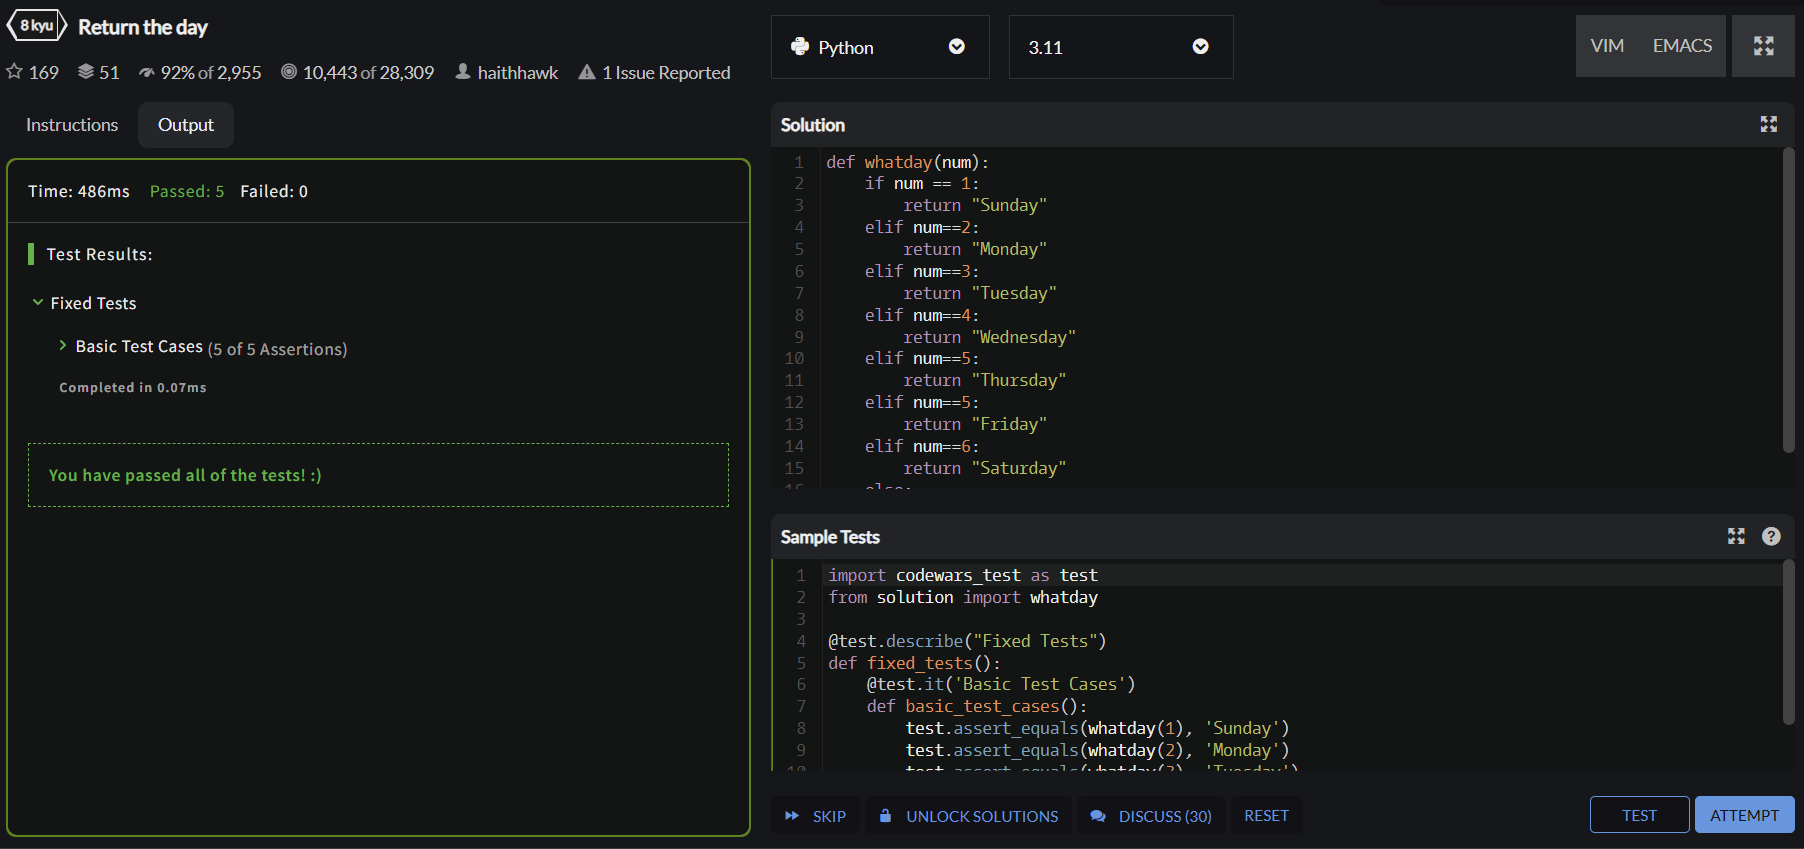 8 kyu Return the day
169 51 92% of 2,955 10,443 of 28,309 haithhawk 1 Issue Reported
Instructions Output
Time: 486ms Passed: 5 Failed: 0
Test Results:
Fixed Tests
Basic Test Cases (5 of 5 Assertions)
Completed in 0.07ms
You have passed all of the tests! :)
Python 3.11 VIM EMACS
Solution
1 def whatday(num):
2     if num == 1:
3         return "Sunday"
4     elif num==2:
5         return "Monday"
6     elif num==3:
7         return "Tuesday"
8     elif num==4:
9         return "Wednesday"
10     elif num==5:
11         return "Thursday"
12     elif num==5:
13         return "Friday"
14     elif num==6:
15         return "Saturday"
16     else:
Sample Tests ?
1 import codewars_test as test
2 from solution import whatday
3
4 @test.describe("Fixed Tests")
5 def fixed_tests():
6     @test.it('Basic Test Cases')
7     def basic_test_cases():
8         test.assert_equals(whatday(1), 'Sunday')
9         test.assert_equals(whatday(2), 'Monday')
10         test.assert_equals(whatday(3), 'Tuesday')
SKIP UNLOCK SOLUTIONS DISCUSS (30) RESET TEST ATTEMPT